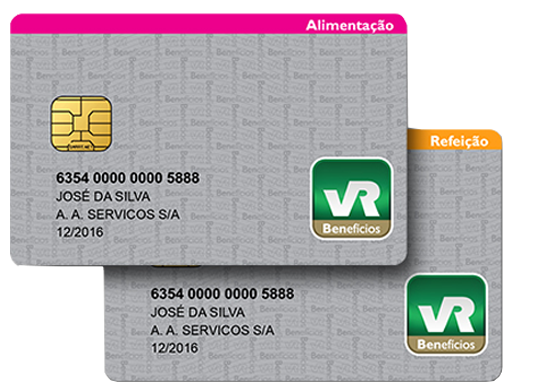 Alimentação
6354 0000 0000 5888
JOSÉ DA SILVA
A. A. SERVICOS S/A
12/2016
VR
Benefícios
Refeição
6354 0000 0000 5888
JOSÉ DA SILVA
A. A. SERVICOS S/A
12/2016
VR
Benefícios